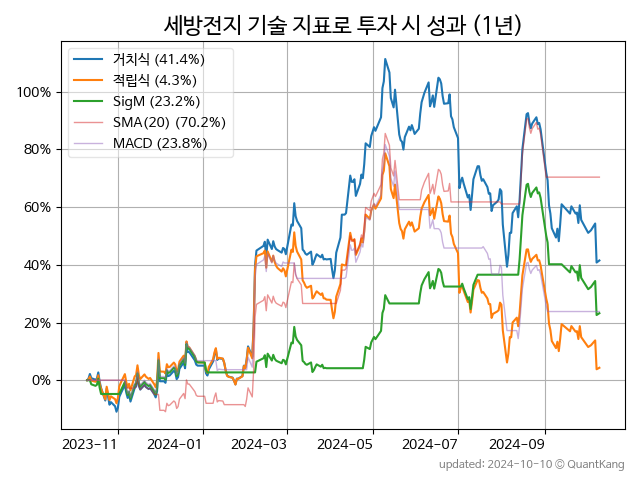 세방전지 기술 지표로 투자 시 성과 (1년)
거치식 (41.4%)
적립식 (4.3%)
SigM (23.2%)
SMA(20) (70.2%)
MACD (23.8%)
100%
80%
60%
40%
20%
0%
2023-11 2024-01 2024-03 2024-05 2024-07 2024-09
updated: 2024-10-10 © QuantKang